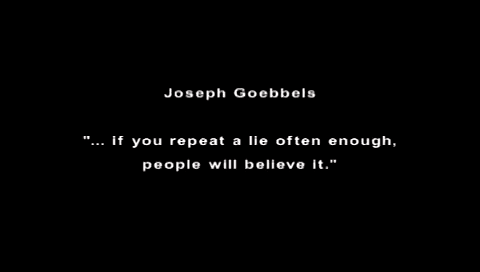 Joseph Goebbels
"... if you repeat a lie often enough,
people will believe it."